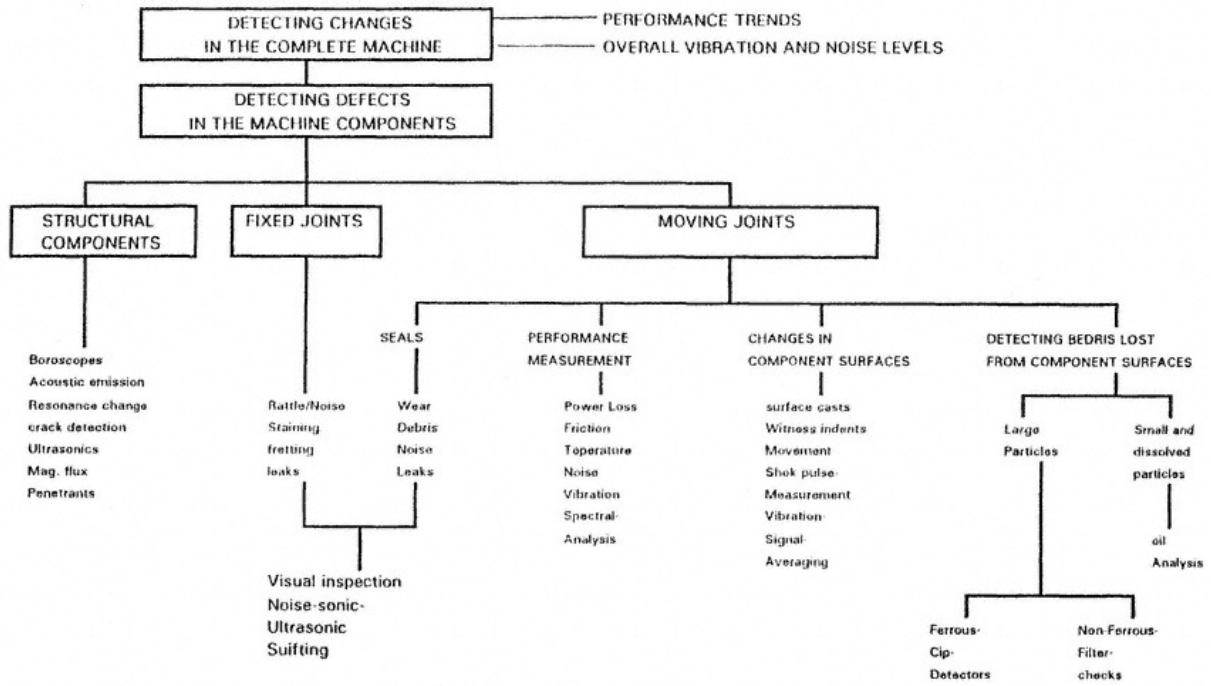 DETECTING CHANGES
IN THE COMPLETE MACHINE
PERFORMANCE TRENDS
OVERALL VIBRATION AND NOISE LEVELS
DETECTING DEFECTS
IN THE MACHINE COMPONENTS
STRUCTURAL
COMPONENTS
FIXED JOINTS
MOVING JOINTS
Boroscopes
Acoustic emission
Resonance change
crack detection
Ultrasonics
Mag. flux
Penetrants
Rattle/Noise
Staining
fretting
leaks
SEALS
Wear
Debris
Noise
Leaks
Visual inspection
Noise-sonic-
Ultrasonic
Suifting
PERFORMANCE
MEASUREMENT
Power Loss
Friction
Toperature
Noise
Vibration
Spectral-
Analysis
CHANGES IN
COMPONENT SURFACES
surface casts
Witness indents
Movement
Shok pulse-
Measurement
Vibration-
Signal-
Averaging
DETECTING BEDRIS LOST
FROM COMPONENT SURFACES
Large
Particles
Small and
dissolved
particles
oil
Analysis
Ferrous-
Cip-
Detectors
Non-Ferrous-
Filter-
checks